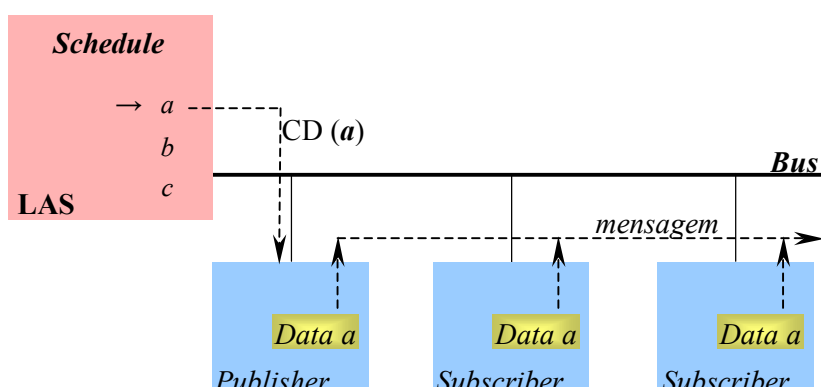 Schedule
→ a
CD (a)
b
Bus
c
LAS
mensagem
Data a
Data a
Data a
Publisher
Subscriber
Subscriber